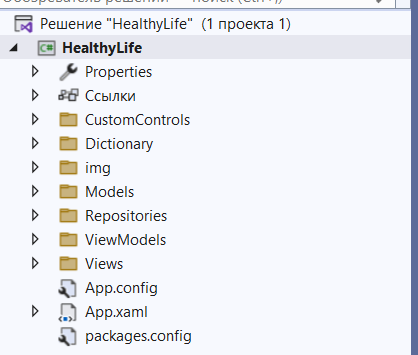 Решение "HealthyLife" (1 проекта 1)
HealthyLife
Properties
Ссылки
CustomControls
Dictionary
img
Models
Repositories
ViewModels
Views
App.config
App.xaml
packages.config